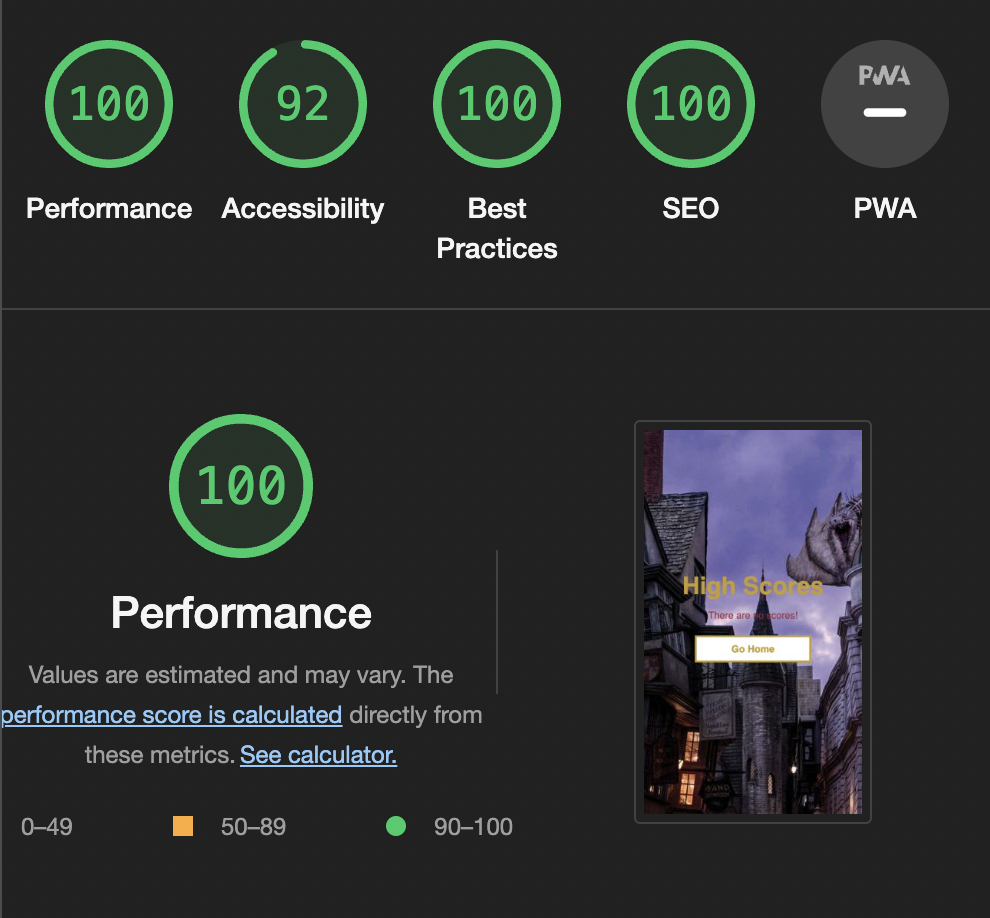 100
92
100
100
PWA
Performance
Accessibility
Best
Practices
SEO
PWA
100
Performance
Values are estimated and may vary. The
performance score is calculated directly from
these metrics. See calculator.
0–49
50–89
90–100
High Scores
There are no scores!
Go Home